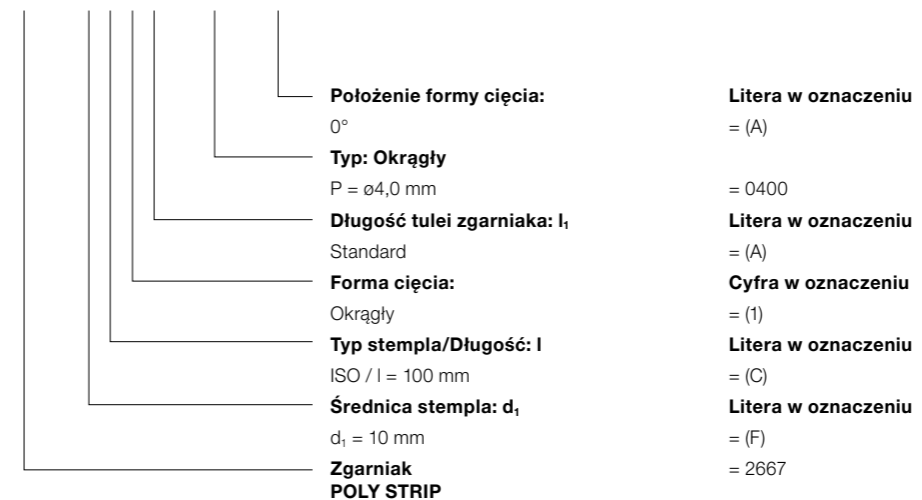 Położenie formy cięcia: Litera w oznaczeniu
0° = (A)
Typ: Okrągły
P = ø4,0 mm = 0400
Długość tulei zgarniaka: l₁ Litera w oznaczeniu
Standard = (A)
Forma cięcia: Cyfra w oznaczeniu
Okrągły = (1)
Typ stempla/Długość: l Litera w oznaczeniu
ISO / l = 100 mm = (C)
Średnica stempla: d₁ Litera w oznaczeniu
d₁ = 10 mm = (F)
Zgarniak = 2667
POLY STRIP